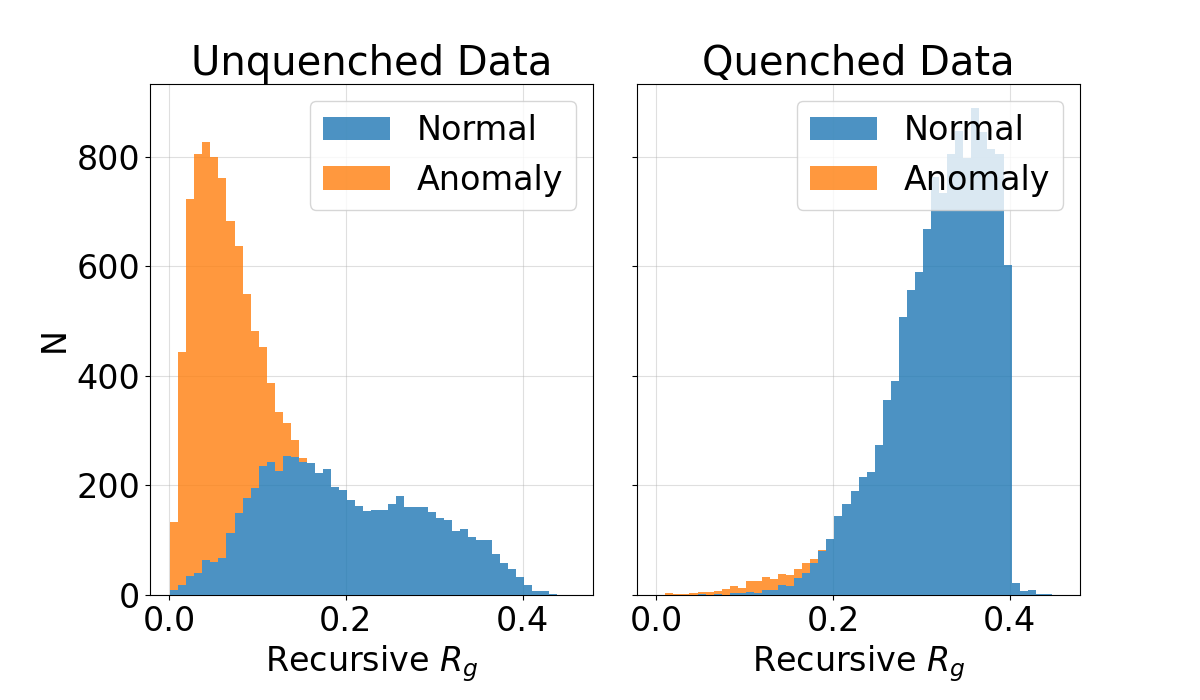 Unquenched Data
Normal
Anomaly
N
800
600
400
200
0
0.0 0.2 0.4
Recursive $R_g$
Quenched Data
Normal
Anomaly
0.0 0.2 0.4
Recursive $R_g$